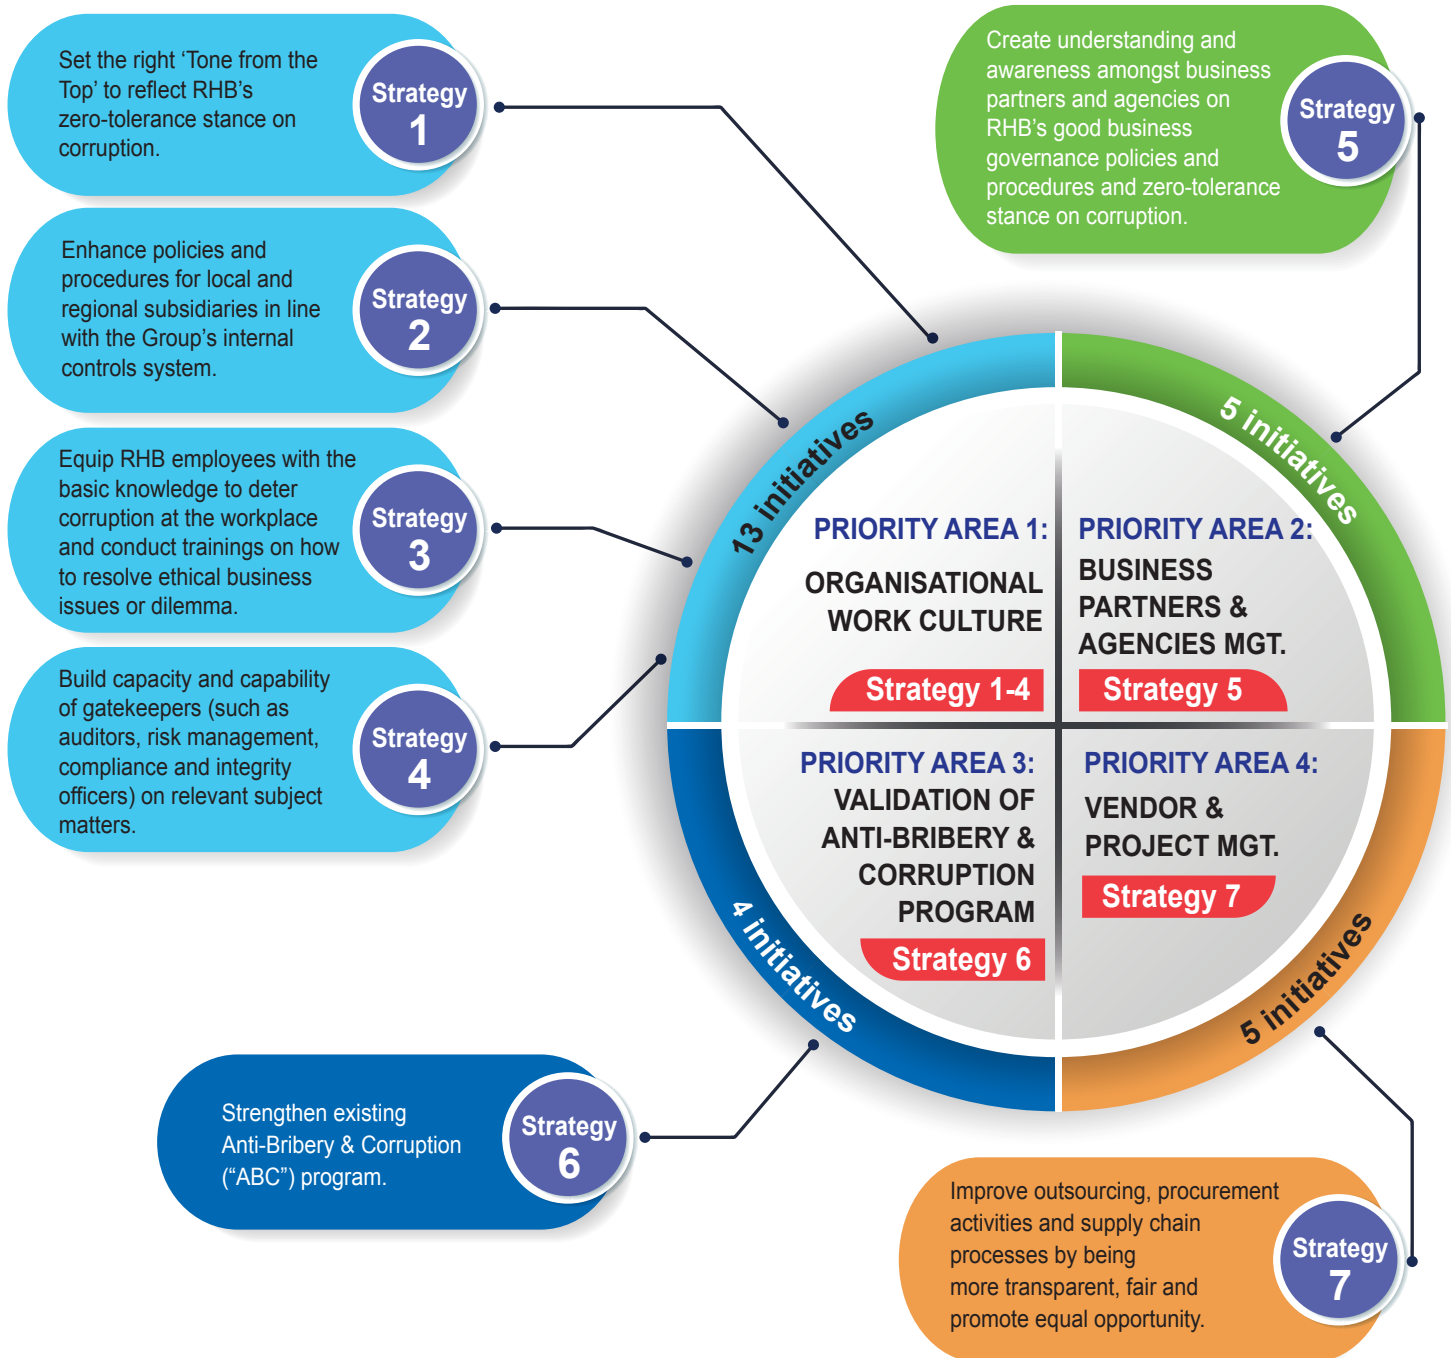 Set the right ‘Tone from the
Top’ to reflect RHB’s
zero-tolerance stance on
corruption.
Strategy
1
Enhance policies and
procedures for local and
regional subsidiaries in line
with the Group’s internal
controls system.
Strategy
2
Equip RHB employees with the
basic knowledge to deter
corruption at the workplace
and conduct trainings on how
to resolve ethical business
issues or dilemma.
Strategy
3
Build capacity and capability
of gatekeepers (such as
auditors, risk management,
compliance and integrity
officers) on relevant subject
matters.
Strategy
4
Create understanding and
awareness amongst business
partners and agencies on
RHB’s good business
governance policies and
procedures and zero-tolerance
stance on corruption.
Strategy
5
13 initiatives
5 initiatives
PRIORITY AREA 1:
ORGANISATIONAL
WORK CULTURE
Strategy 1-4
PRIORITY AREA 2:
BUSINESS
PARTNERS &
AGENCIES MGT.
Strategy 5
PRIORITY AREA 3:
VALIDATION OF
ANTI-BRIBERY &
CORRUPTION
PROGRAM
Strategy 6
PRIORITY AREA 4:
VENDOR &
PROJECT MGT.
Strategy 7
4 initiatives
5 initiatives
Strengthen existing
Anti-Bribery & Corruption
(“ABC”) program.
Strategy
6
Improve outsourcing, procurement
activities and supply chain
processes by being
more transparent, fair and
promote equal opportunity.
Strategy
7